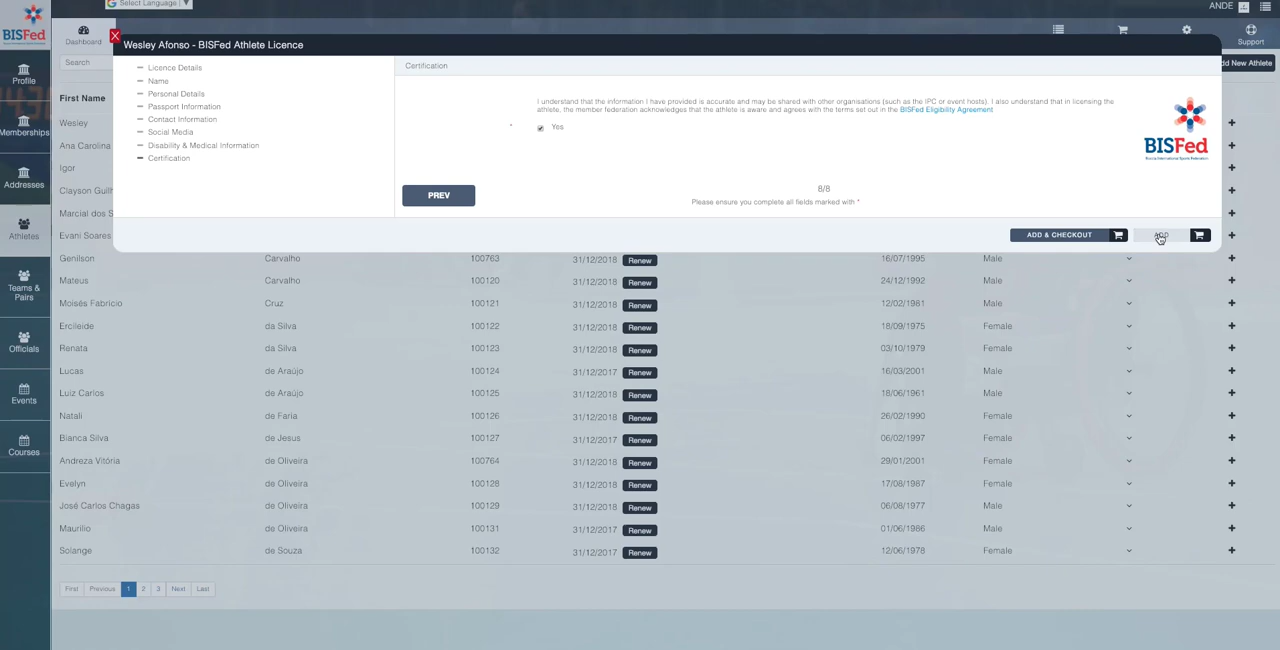 Select Language ▼
ANDE
BISFed
Dashboard
Support
Wesley Afonso - BISFed Athlete Licence
Search
Add New Athlete
Licence Details
Name
Personal Details
Passport Information
Contact Information
Social Media
Disability & Medical Information
Certification
Certification
I understand that the information I have provided is accurate and may be shared with other organisations (such as the IPC or event hosts). I also understand that in licensing the
athlete, the member federation acknowledges that the athlete is aware and agrees with the terms set out in the BISFed Eligibility Agreement
* Yes
BISFed
Boccia International Sports Federation
PREV
8/8
Please ensure you complete all fields marked with *
ADD & CHECKOUT
ADD
Profile
Memberships
Addresses
Athletes
Teams &
Pairs
Officials
Events
Courses
First Name
Wesley
Ana Carolina
Igor
Clayson Guilh
Marcial dos S
Evani Soares
Genilson Carvalho 100763 31/12/2018 Renew 16/07/1995 Male
Mateus Carvalho 100120 31/12/2018 Renew 24/12/1992 Male
Moisés Fabrício Cruz 100121 31/12/2018 Renew 12/02/1981 Male
Ercileide da Silva 100122 31/12/2018 Renew 18/09/1975 Female
Renata da Silva 100123 31/12/2018 Renew 03/10/1979 Female
Lucas de Araújo 100124 31/12/2017 Renew 16/03/2001 Male
Luiz Carlos de Araújo 100125 31/12/2018 Renew 18/06/1961 Male
Natali de Faria 100126 31/12/2018 Renew 26/02/1990 Female
Bianca Silva de Jesus 100127 31/12/2017 Renew 06/02/1997 Female
Andreza Vitória de Oliveira 100764 31/12/2018 Renew 29/01/2001 Female
Evelyn de Oliveira 100128 31/12/2018 Renew 17/08/1987 Female
José Carlos Chagas de Oliveira 100129 31/12/2018 Renew 06/08/1977 Male
Maurilio de Oliveira 100131 31/12/2017 Renew 01/06/1986 Male
Solange de Souza 100132 31/12/2017 Renew 12/06/1978 Female
First Previous 1 2 3 Next Last